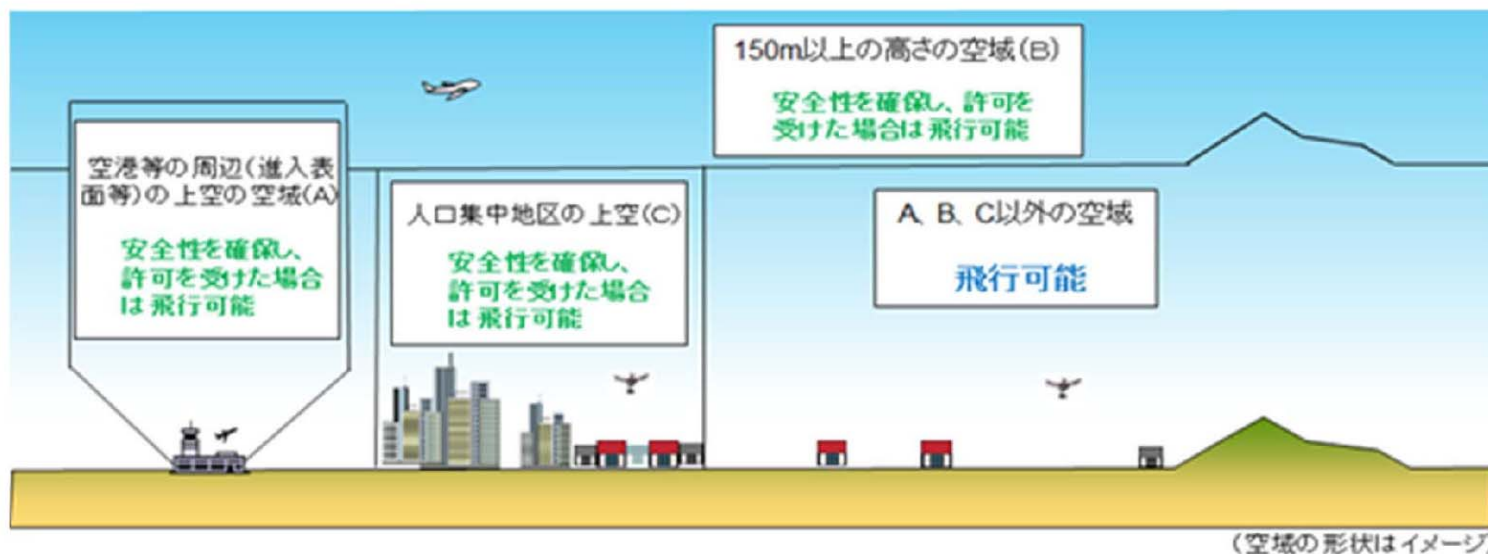 150m以上の高さの空域(B)
安全性を確保し、許可を
受けた場合は飛行可能
空港等の周辺(進入表
面等)の上空の空域(A)
安全性を確保し、
許可を受けた場合
は飛行可能
人口集中地区の上空(C)
安全性を確保し、
許可を受けた場合
は飛行可能
A、B、C以外の空域
飛行可能
(空域の形状はイメージ)